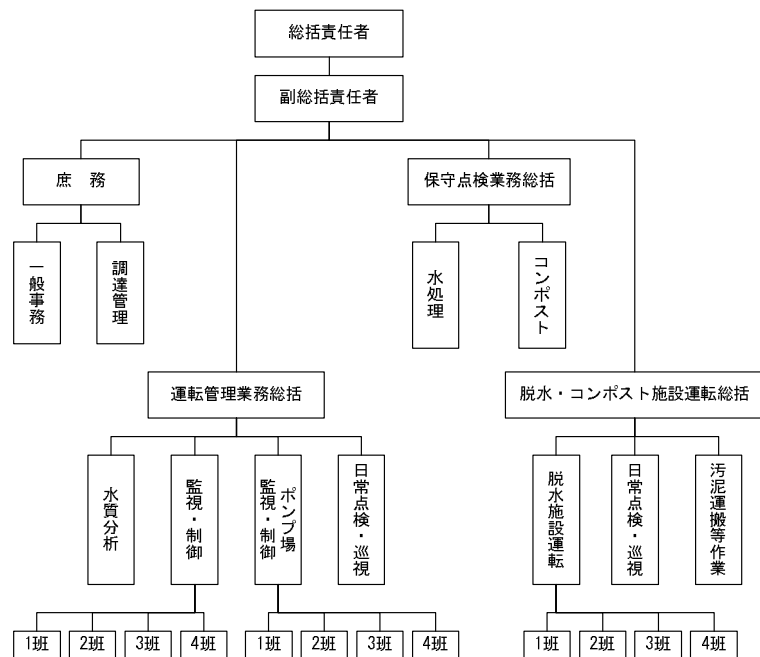 総括責任者
副総括責任者
庶　務
保守点検業務総括
一般事務
調達管理
水処理
コンポスト
運転管理業務総括
脱水・コンポスト施設運転総括
水質分析
監視・制御
ポンプ場
監視・制御
日常点検・巡視
脱水施設運転
日常点検・巡視
汚泥運搬等作業
1班
2班
3班
4班
1班
2班
3班
4班
1班
2班
3班
4班